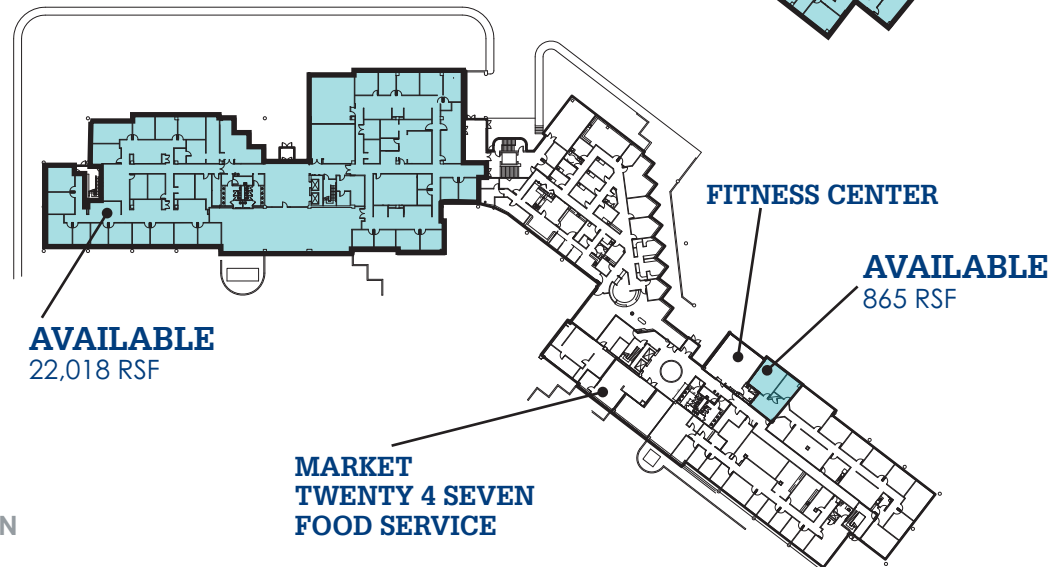 FITNESS CENTER
AVAILABLE
865 RSF
AVAILABLE
22,018 RSF
MARKET
TWENTY 4 SEVEN
FOOD SERVICE
N